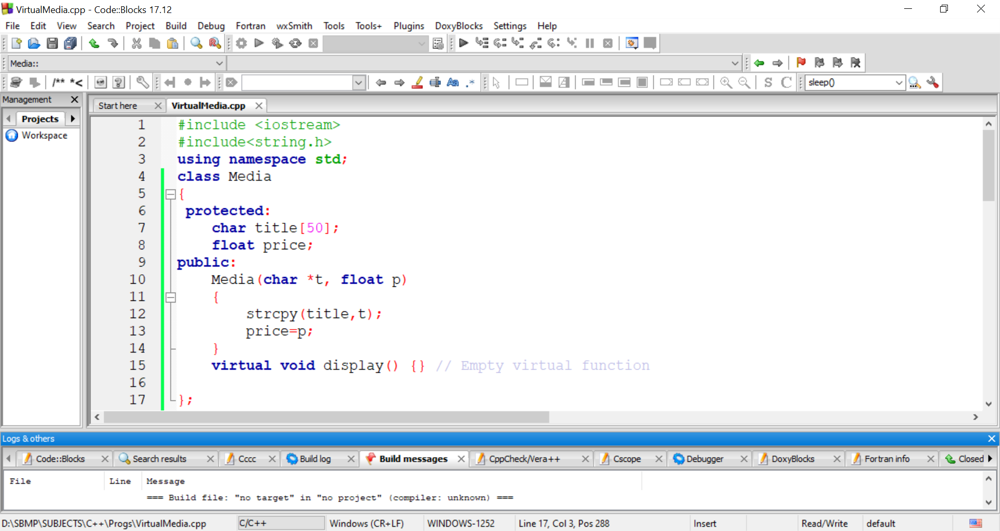 VirtualMedia.cpp - Code::Blocks 17.12
File Edit View Search Project Build Debug Fortran wxSmith Tools Tools+ Plugins DoxyBlocks Settings Help
Media::
/** *<
Aa .* S C sleep()
Management
Start here VirtualMedia.cpp
Projects
Workspace
1 #include <iostream>
2 #include<string.h>
3 using namespace std;
4 class Media
5 {
6 protected:
7 char title[50];
8 float price;
9 public:
10 Media(char *t, float p)
11 {
12 strcpy(title,t);
13 price=p;
14 }
15 virtual void display() {} // Empty virtual function
16
17 };
Logs & others
Code::Blocks Search results Cccc Build log Build messages CppCheck/Vera++ Cscope Debugger DoxyBlocks Fortran info Closed
File Line Message
=== Build file: "no target" in "no project" (compiler: unknown) ===
D:\SBMP\SUBJECTS\C++\Progs\VirtualMedia.cpp C/C++ Windows (CR+LF) WINDOWS-1252 Line 17, Col 3, Pos 288 Insert Read/Write default